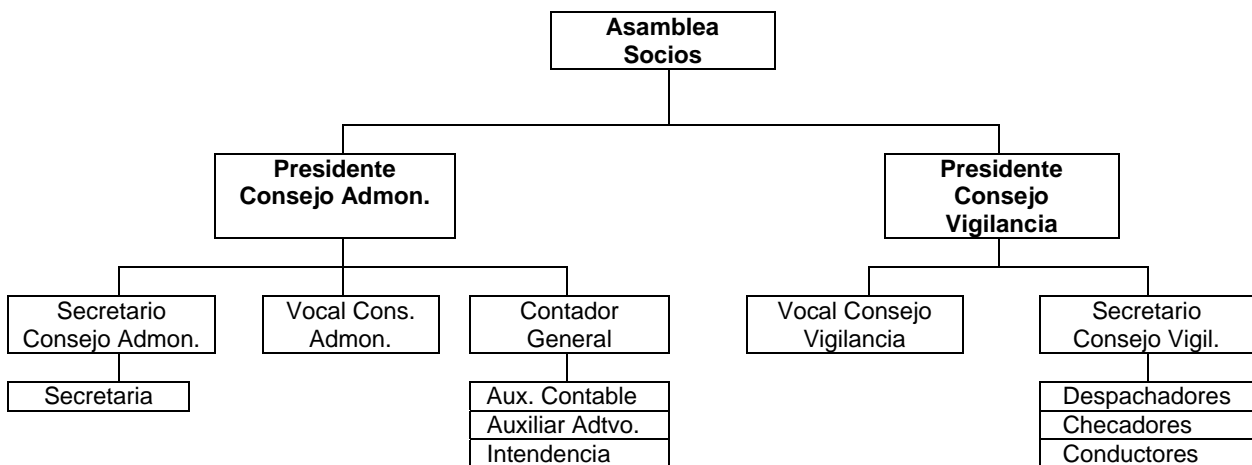 Asamblea
Socios
Presidente
Consejo Admon.
Presidente
Consejo
Vigilancia
Secretario
Consejo Admon.
Vocal Cons.
Admon.
Contador
General
Vocal Consejo
Vigilancia
Secretario
Consejo Vigil.
Secretaria
Aux. Contable
Auxiliar Adtvo.
Intendencia
Despachadores
Checadores
Conductores